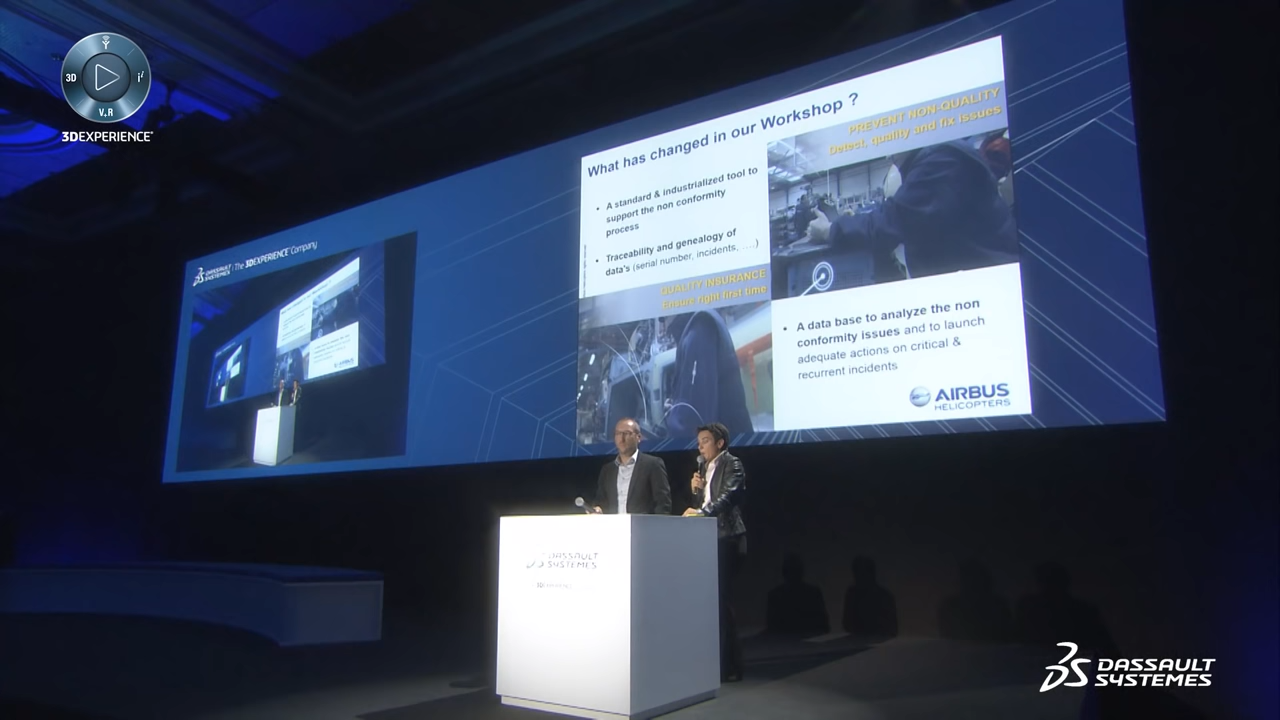 3D
V.R
3DEXPERIENCE
DASSAULT SYSTEMES | The 3DEXPERIENCE Company
What has changed in our Workshop ?
PREVENT NON-QUALITY
Detect, quality and fix issues
• A standard & industrialized tool to
support the non conformity
process
• Traceability and genealogy of
data's (serial number, incidents, ....)
QUALITY INSURANCE
Ensure right first time
• A data base to analyze the non
conformity issues and to launch
adequate actions on critical &
recurrent incidents
AIRBUS
HELICOPTERS
DASSAULT
SYSTEMES
DASSAULT
SYSTEMES